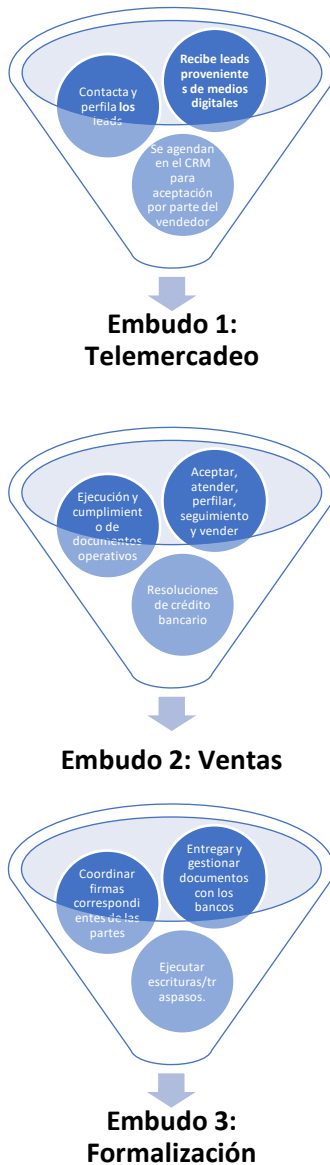 Contacta y
perfila los
leads
Recibe leads
proveniente
s de medios
digitales
Se agendan
en el CRM
para
aceptación
por parte del
vendedor
Embudo 1:
Telemercadeo
Ejecución y
cumplimient
o de
documentos
operativos
Aceptar,
atender,
perfilar,
seguimiento
y vender
Resoluciones
de crédito
bancario
Embudo 2: Ventas
Coordinar
firmas
correspondi
entes de las
partes
Entregar y
gestionar
documentos
con los
bancos
Ejecutar
escrituras/tr
aspasos.
Embudo 3:
Formalización